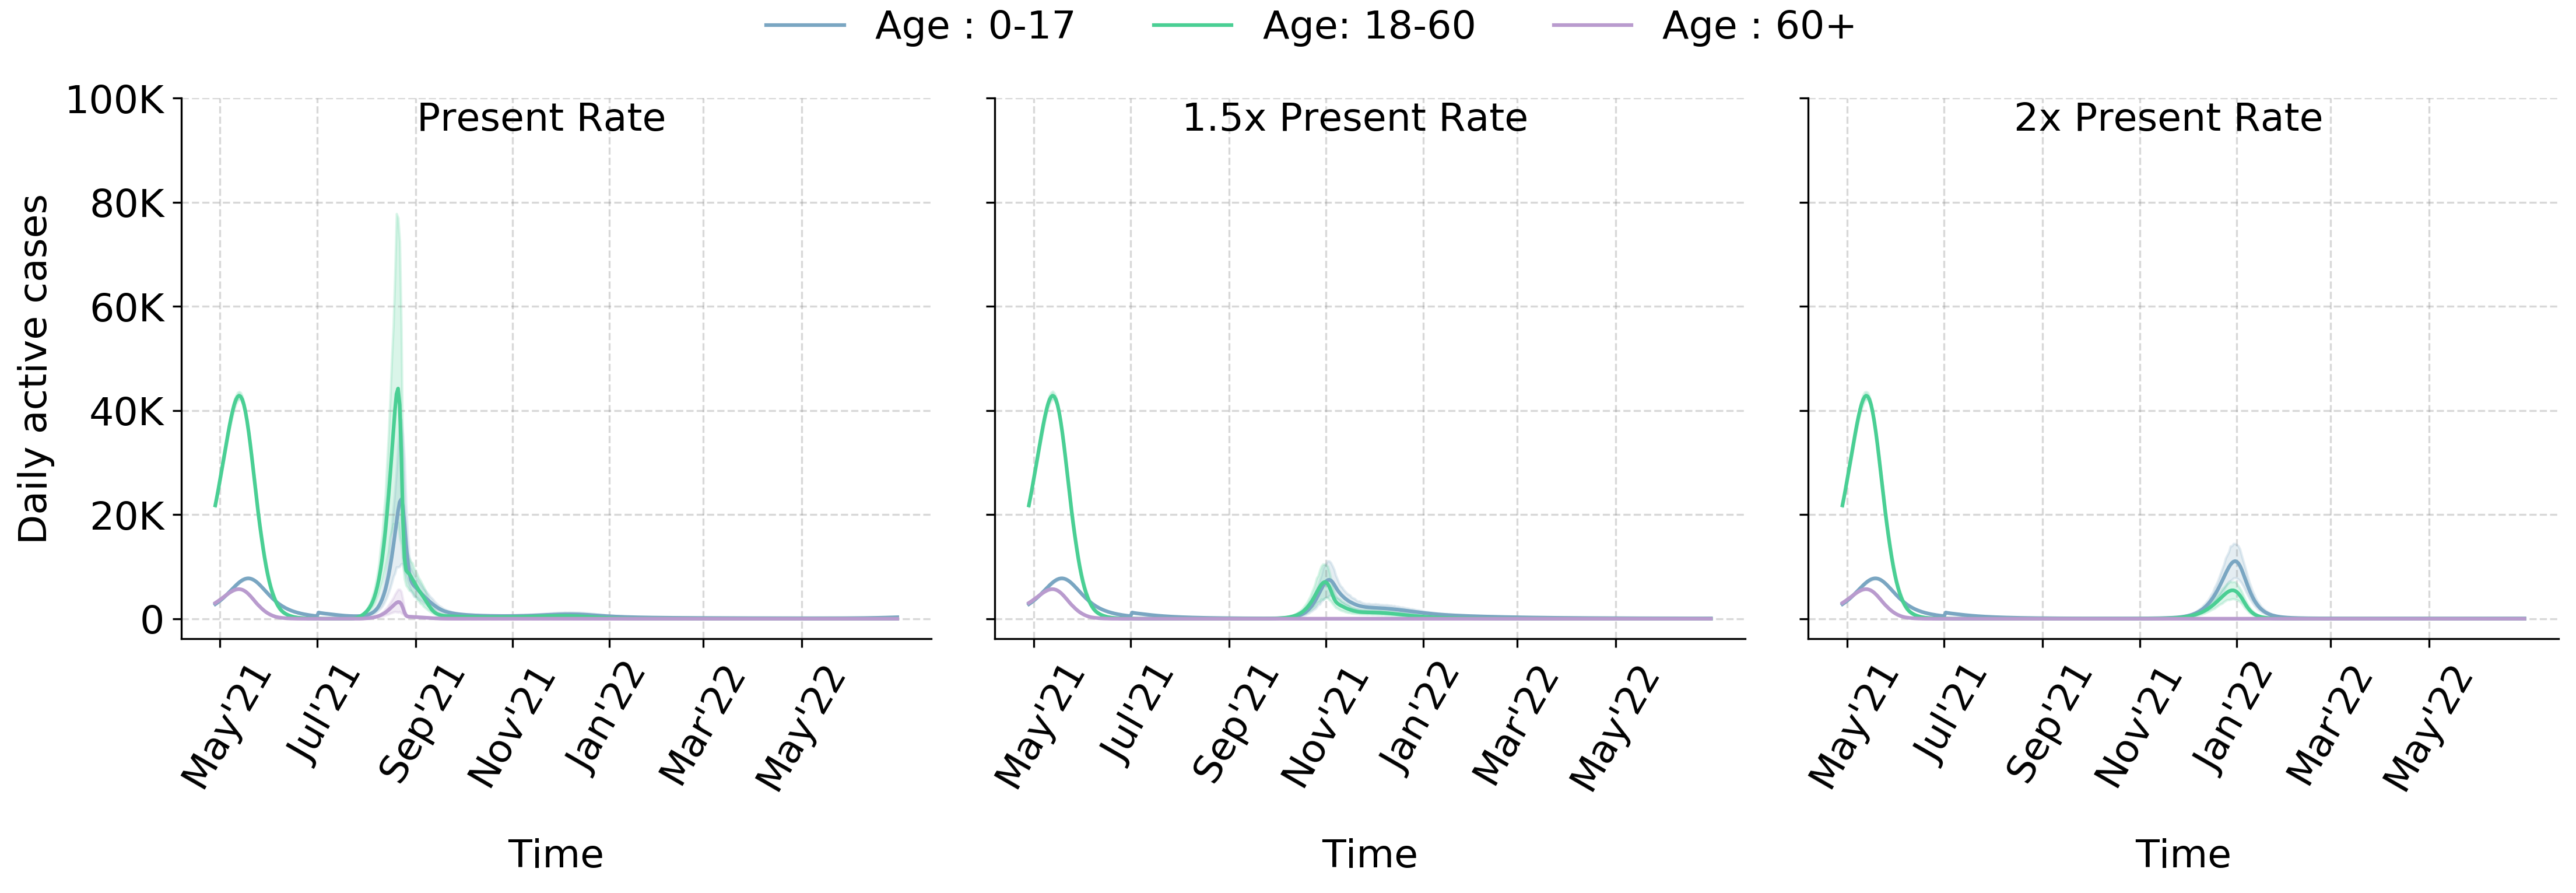 Age : 0-17 Age: 18-60 Age : 60+
Present Rate 1.5x Present Rate 2x Present Rate
Daily active cases
100K
80K
60K
40K
20K
0
May'21 Jul'21 Sep'21 Nov'21 Jan'22 Mar'22 May'22
May'21 Jul'21 Sep'21 Nov'21 Jan'22 Mar'22 May'22
May'21 Jul'21 Sep'21 Nov'21 Jan'22 Mar'22 May'22
Time Time Time